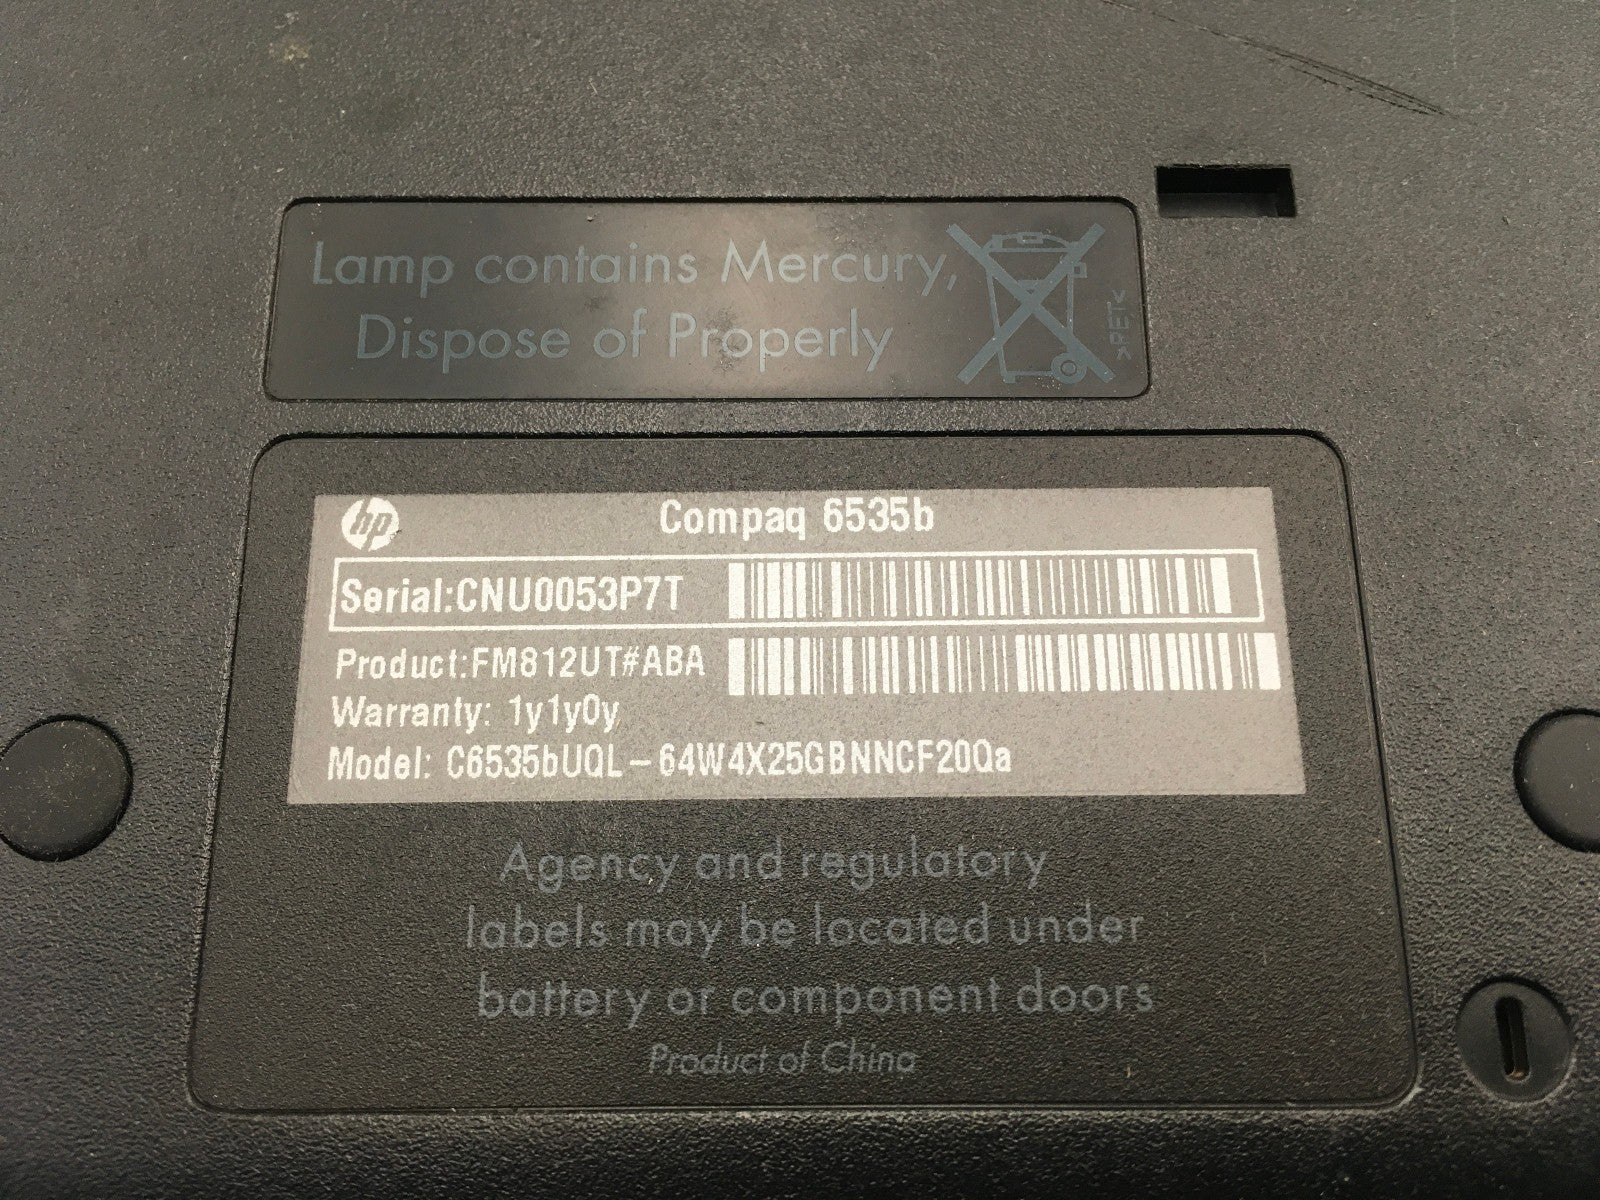 Lamp contains Mercury,
Dispose of Properly
>PET<
hp
Compaq 6535b
Serial:CNU0053P7T
Product:FM812UT#ABA
Warranty: 1y1y0y
Model: C6535bUQL-64W4X25GBNNCF20Qa
Agency and regulatory
labels may be located under
battery or component doors
Product of China